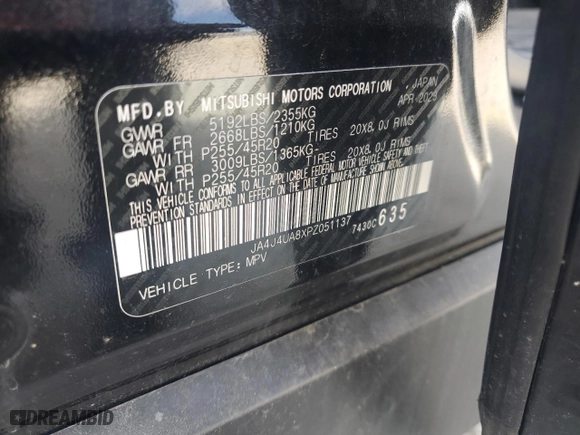 MFD. BY MITSUBISHI MOTORS CORPORATION JAPAN
GVWR 5192LBS/2355KG APR 2023
GAWR FR 2668LBS/1210KG
WITH P255/45R20 TIRES 20X8.0J RIMS
GAWR RR 3009LBS/1365KG
WITH P255/45R20 TIRES 20X8.0J RIMS
THIS VEHICLE CONFORMS TO ALL APPLICABLE FEDERAL MOTOR VEHICLE SAFETY AND THEFT
PREVENTION STANDARDS IN EFFECT ON THE DATE OF MANUFACTURE SHOWN ABOVE.
JA4J4UA8XPZ051137 7430C 635
VEHICLE TYPE: MPV
DREAMBID